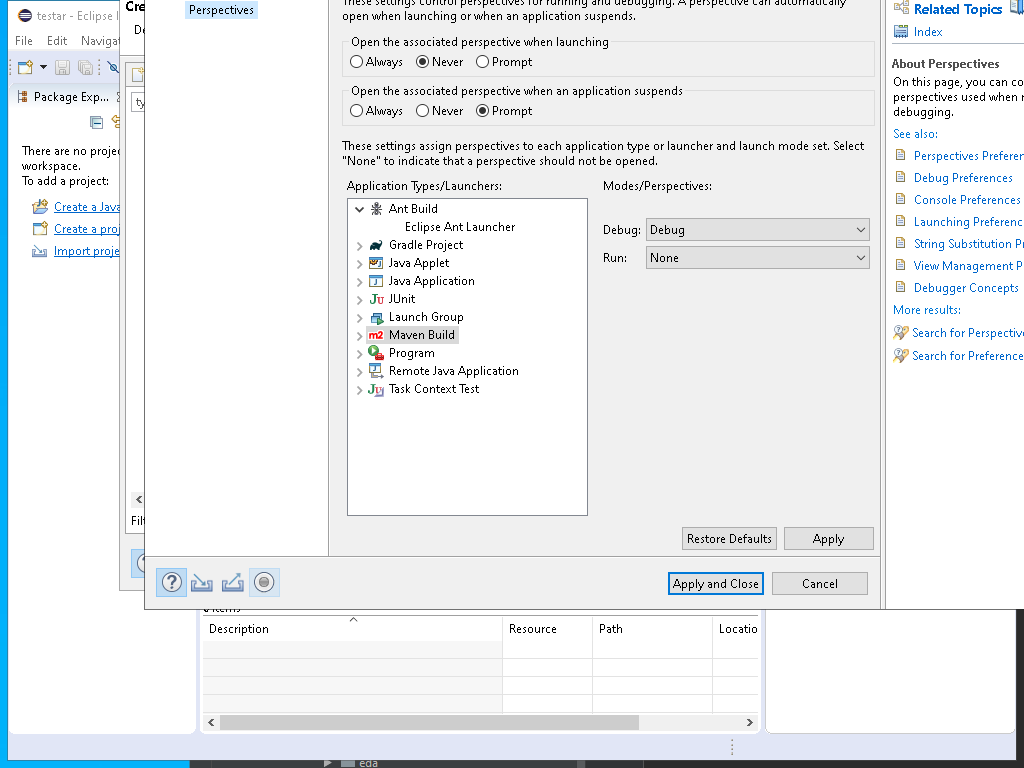 testar - Eclipse I
File Edit Navigat
Package Exp...
There are no proje
workspace.
To add a project:
Create a Java
Create a proj
Import proje
Cre
De
ty
Filt
Perspectives
These settings control perspectives for running and debugging. A perspective can automatically
open when launching or when an application suspends.
Open the associated perspective when launching
Always Never Prompt
Open the associated perspective when an application suspends
Always Never Prompt
These settings assign perspectives to each application type or launcher and launch mode set. Select
"None" to indicate that a perspective should not be opened.
Application Types/Launchers:
Modes/Perspectives:
Ant Build
Eclipse Ant Launcher
Gradle Project
Java Applet
Java Application
JUnit
Launch Group
Maven Build
Program
Remote Java Application
Task Context Test
Debug: Debug
Run: None
Restore Defaults Apply
Apply and Close Cancel
Related Topics
Index
About Perspectives
On this page, you can co
perspectives used when r
debugging.
See also:
Perspectives Preferen
Debug Preferences
Console Preferences
Launching Preferenc
String Substitution Pr
View Management P
Debugger Concepts
More results:
Search for Perspective
Search for Preference
items
Description Resource Path Locatio
eda